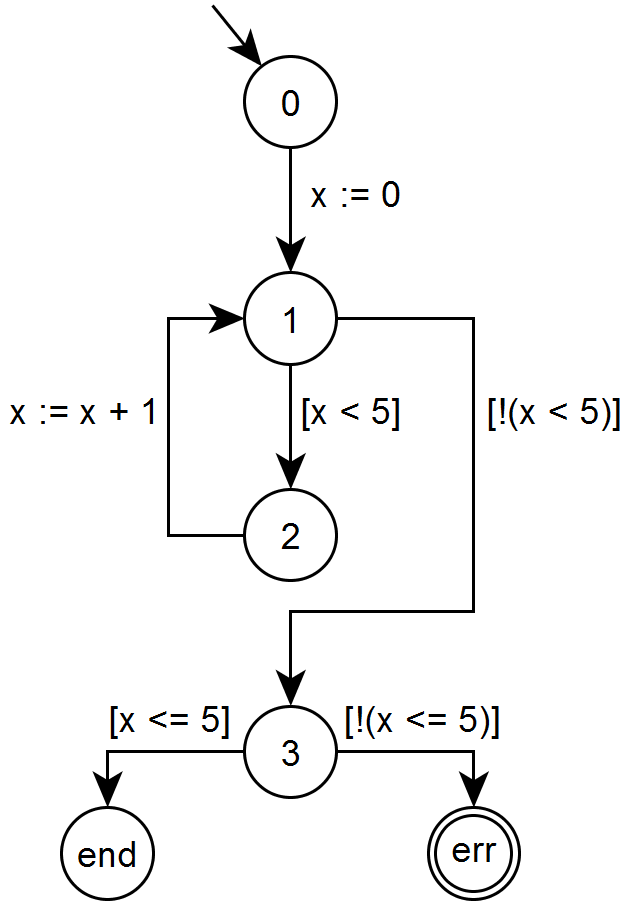 0
x := 0
1
x := x + 1
[x < 5]
[!(x < 5)]
2
[x <= 5]
[!(x <= 5)]
3
end
err